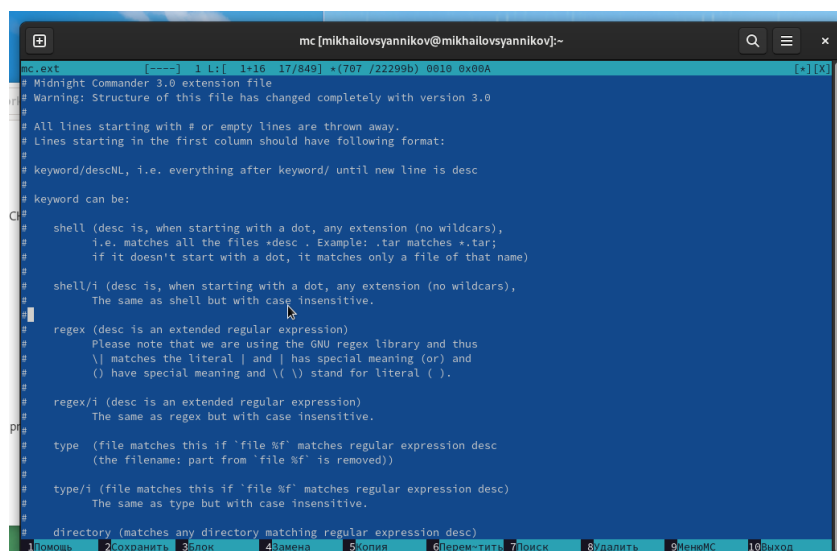 mc [mikhailovsyannikov@mikhailovsyannikov]:~
mc.ext [----] 1 L:[ 1+16 17/849] *(707 /22299b) 0010 0x00A [*][X]
# Midnight Commander 3.0 extension file
# Warning: Structure of this file has changed completely with version 3.0
#
# All lines starting with # or empty lines are thrown away.
# Lines starting in the first column should have following format:
#
# keyword/descNL, i.e. everything after keyword/ until new line is desc
#
# keyword can be:
#
# shell (desc is, when starting with a dot, any extension (no wildcars),
# i.e. matches all the files *desc . Example: .tar matches *.tar;
# if it doesn't start with a dot, it matches only a file of that name)
#
# shell/i (desc is, when starting with a dot, any extension (no wildcars),
# The same as shell but with case insensitive.
#
# regex (desc is an extended regular expression)
# Please note that we are using the GNU regex library and thus
# \| matches the literal | and | has special meaning (or) and
# () have special meaning and \( \) stand for literal ( ).
#
# regex/i (desc is an extended regular expression)
# The same as regex but with case insensitive.
#
# type (file matches this if `file %f` matches regular expression desc
# (the filename: part from `file %f` is removed))
#
# type/i (file matches this if `file %f` matches regular expression desc)
# The same as type but with case insensitive.
#
# directory (matches any directory matching regular expression desc)
1Помощь 2Сохранить 3Блок 4Замена 5Копия 6Перем~тить 7Поиск 8Удалить 9МенюMC 10Выход